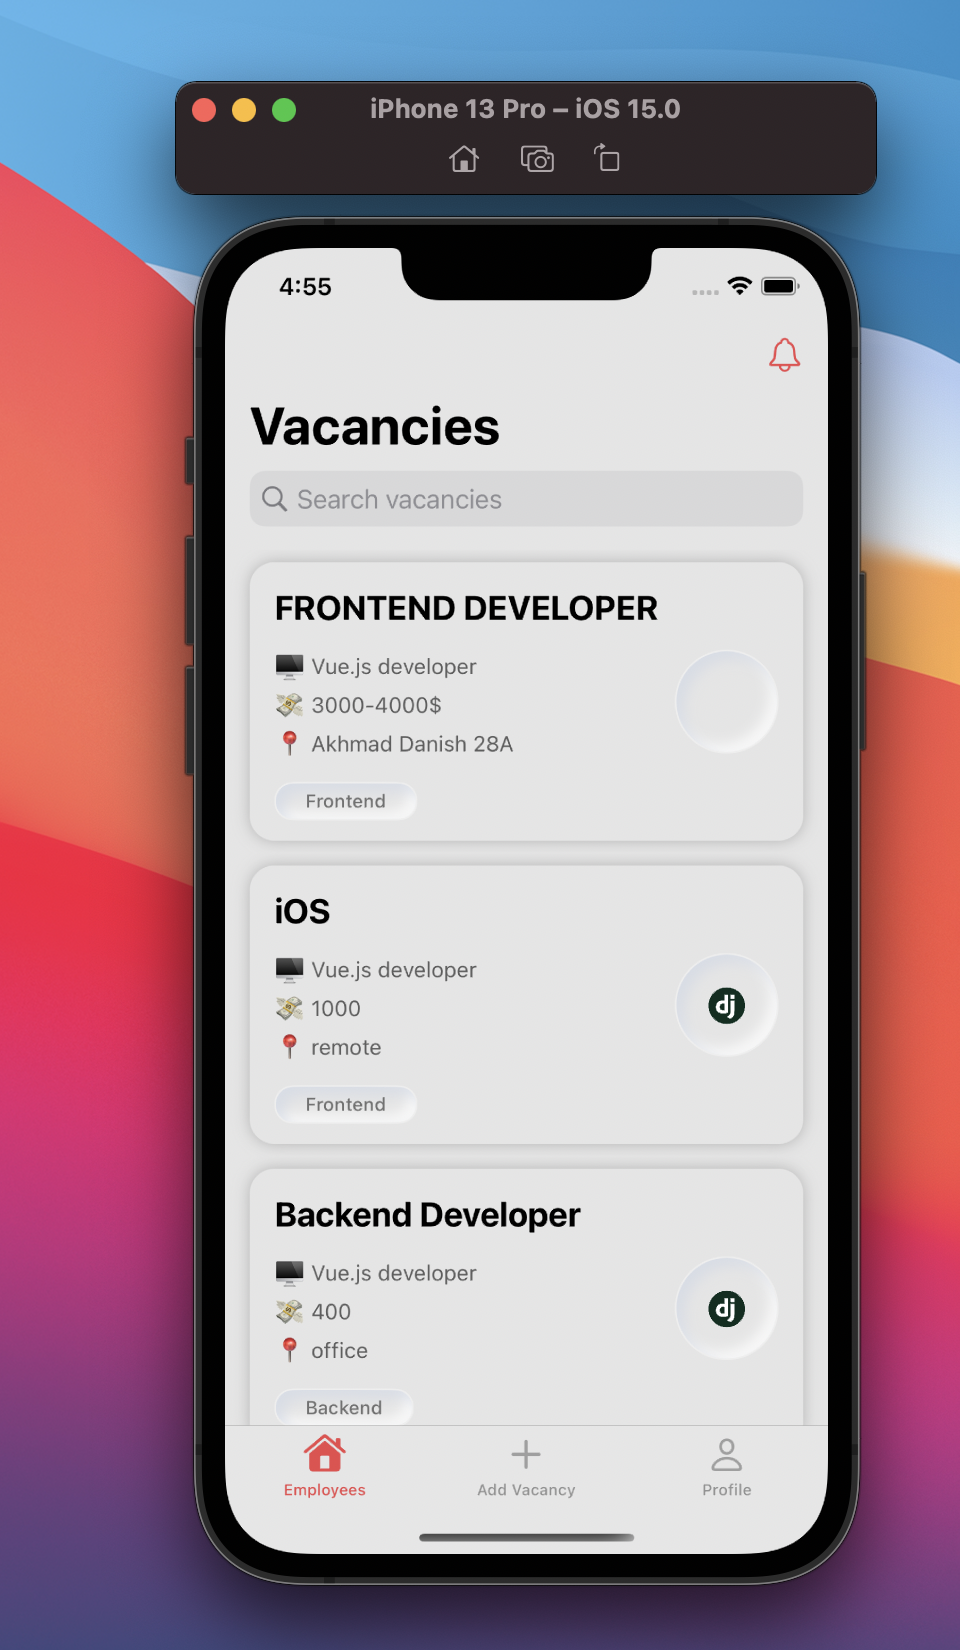 iPhone 13 Pro – iOS 15.0
4:55
Vacancies
Search vacancies
FRONTEND DEVELOPER
Vue.js developer
3000-4000$
Akhmad Danish 28A
Frontend
iOS
Vue.js developer
1000
remote
dj
Frontend
Backend Developer
Vue.js developer
400
office
dj
Backend
Employees
Add Vacancy
Profile